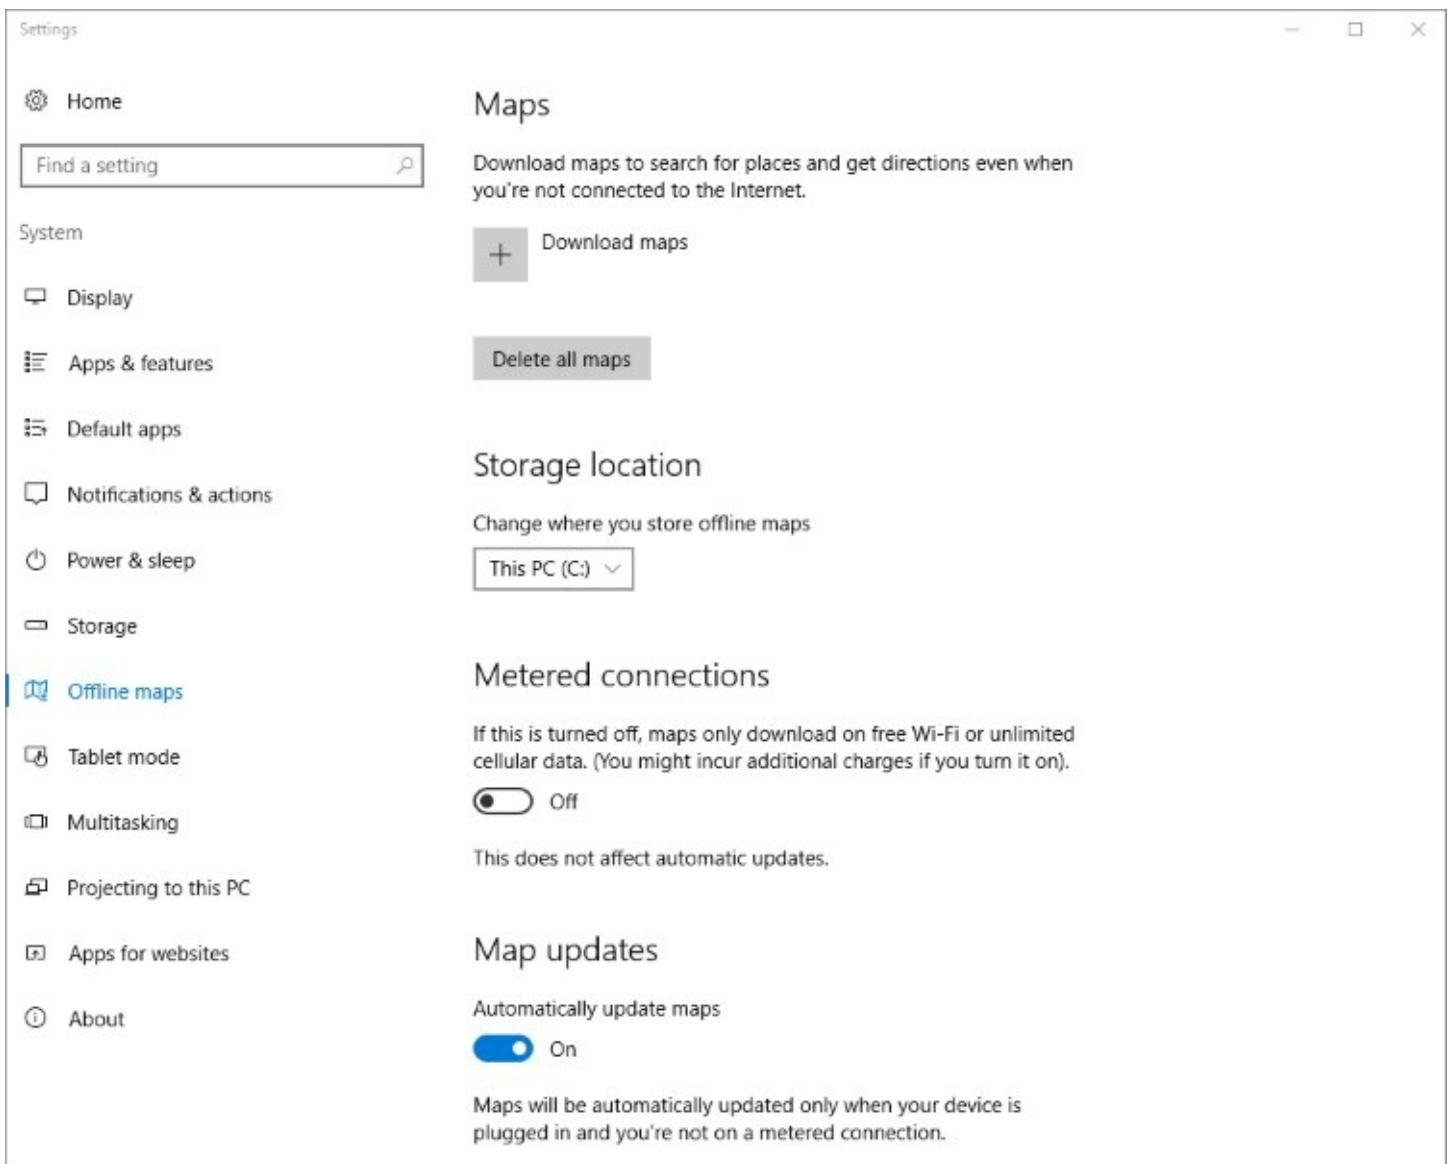 Settings
Home
Find a setting
System
Display
Apps & features
Default apps
Notifications & actions
Power & sleep
Storage
Offline maps
Tablet mode
Multitasking
Projecting to this PC
Apps for websites
About
Maps
Download maps to search for places and get directions even when
you're not connected to the Internet.
Download maps
Delete all maps
Storage location
Change where you store offline maps
This PC (C:)
Metered connections
If this is turned off, maps only download on free Wi-Fi or unlimited
cellular data. (You might incur additional charges if you turn it on).
Off
This does not affect automatic updates.
Map updates
Automatically update maps
On
Maps will be automatically updated only when your device is
plugged in and you're not on a metered connection.